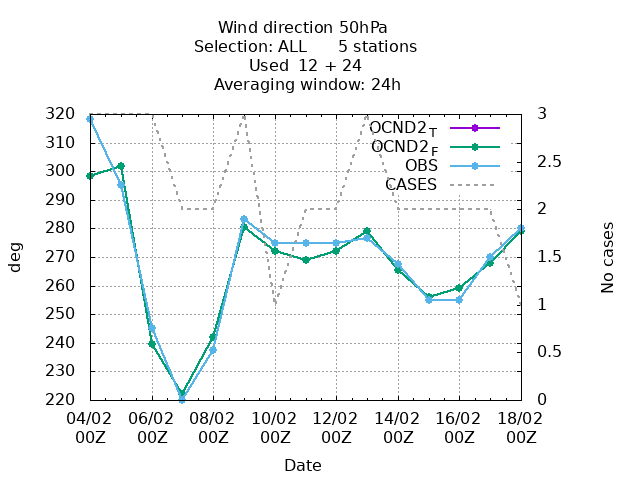 Wind direction 50hPa
Selection: ALL      5 stations
Used  12 + 24
Averaging window: 24h
OCND2T
OCND2F
OBS
CASES
320
310
300
290
280
270
260
250
240
230
220
deg
3
2.5
2
1.5
1
0.5
0
No cases
04/02 06/02 08/02 10/02 12/02 14/02 16/02 18/02
00Z 00Z 00Z 00Z 00Z 00Z 00Z 00Z
Date